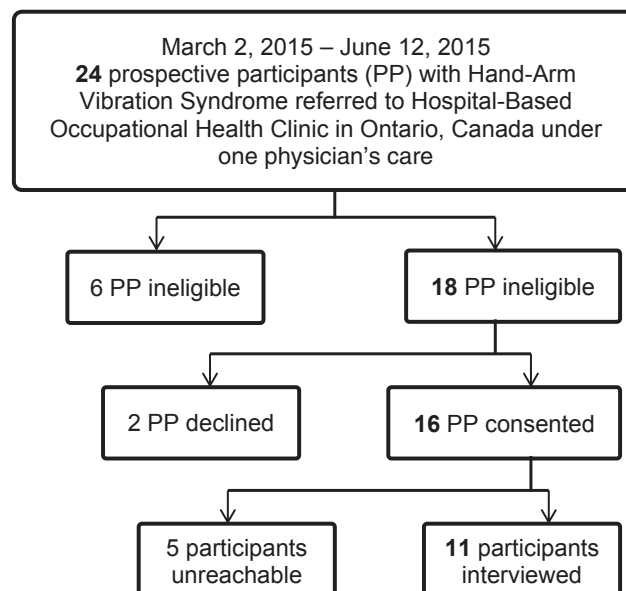 March 2, 2015 – June 12, 2015
24 prospective participants (PP) with Hand-Arm
Vibration Syndrome referred to Hospital-Based
Occupational Health Clinic in Ontario, Canada under
one physician's care
6 PP ineligible
18 PP ineligible
2 PP declined
16 PP consented
5 participants
unreachable
11 participants
interviewed